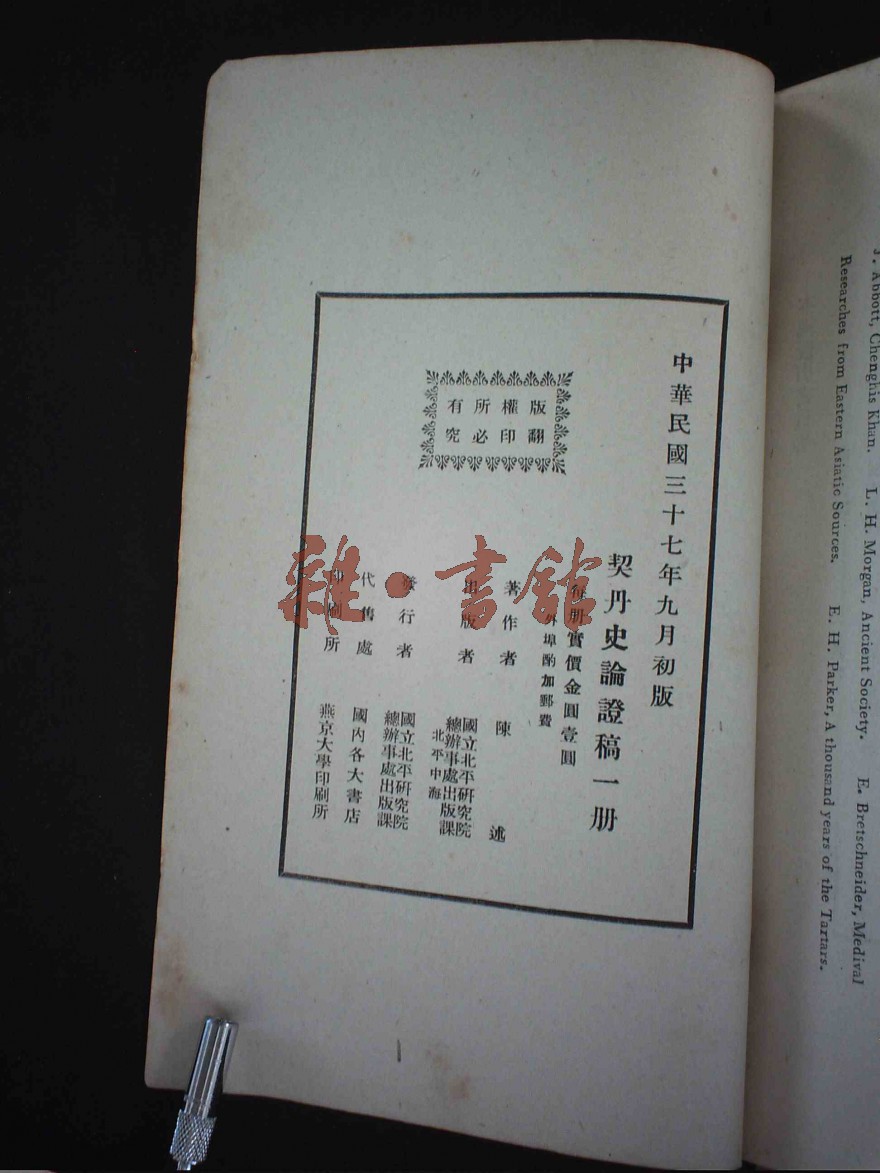 中華民國三十七年九月初版
契丹史論證稿一册
每册實價金圓壹圓
外埠酌加郵費
版權所有
翻印必究
著作者 陳述
出版者 國立北平研究院
總辦事處出版課
北平中海
發行者 國立北平研究院
總辦事處出版課
代售處 國內各大書店
印刷所 燕京大學印刷所
雜·書館
J. Abbott, Chenghis Khan. L. H. Morgan, Ancient Society. E. Bretschneider, Medival
Researches from Eastern Asiatic Sources. E. H. Parker, A thousand years of the Tartars.